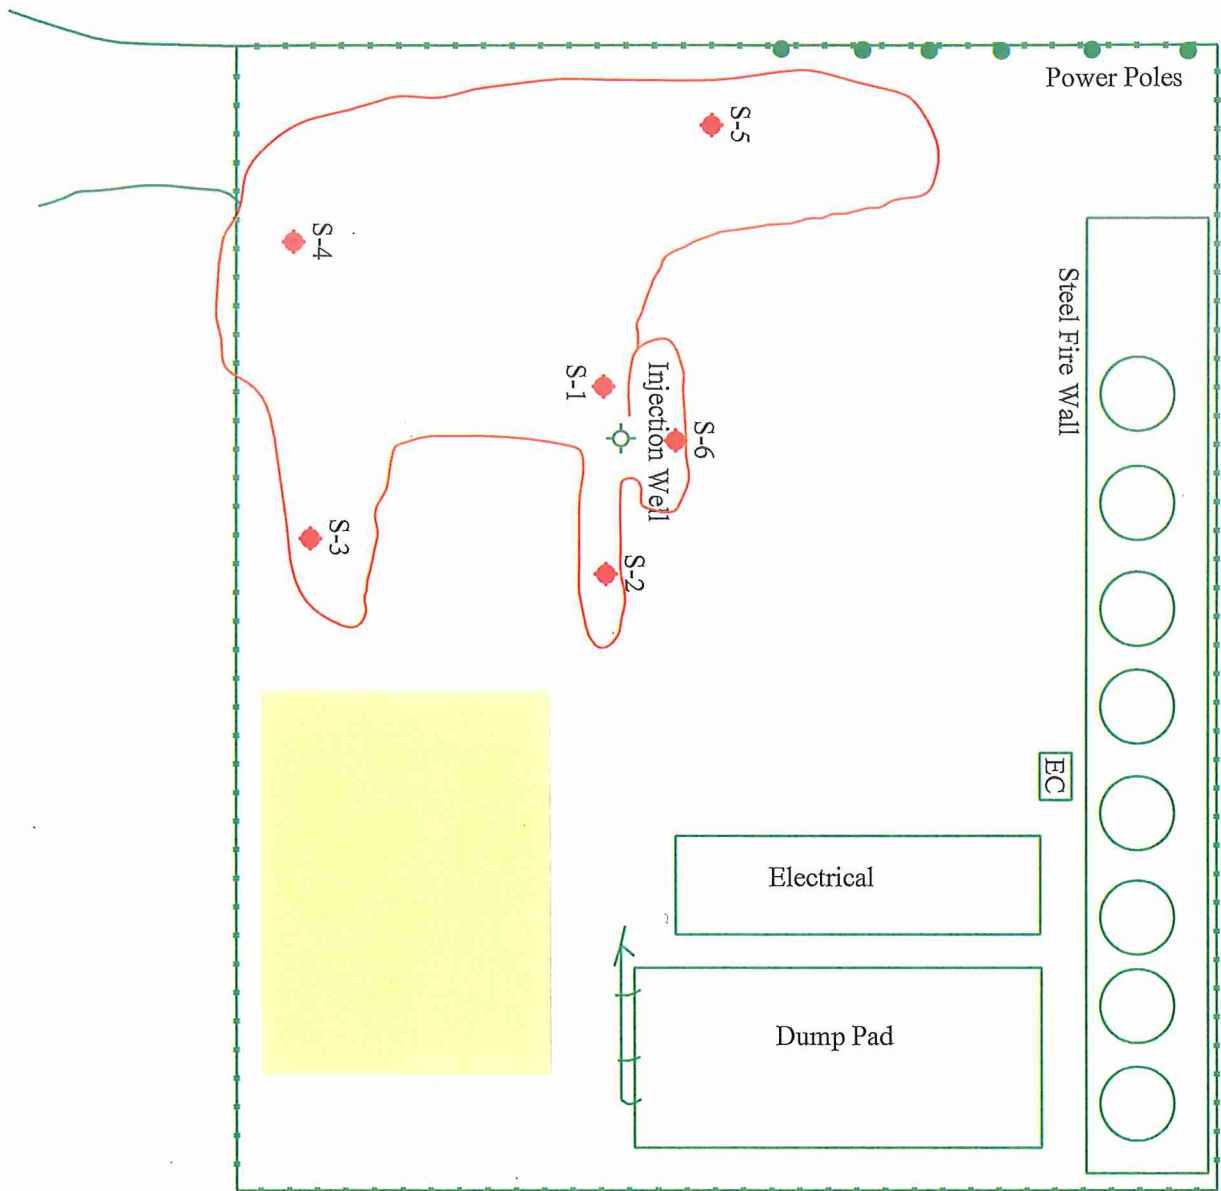 Power Poles
S-5
S-4
Steel Fire Wall
S-1
Injection Well
S-6
S-3
S-2
EC
Electrical
Dump Pad